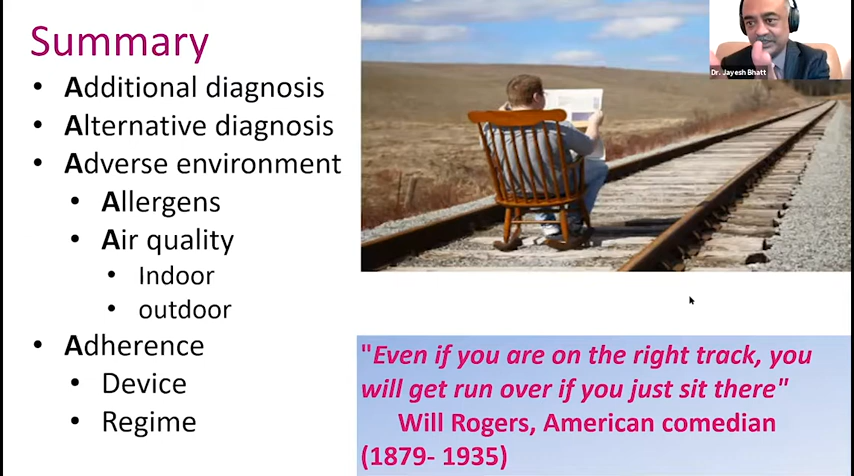 Summary
• Additional diagnosis
• Alternative diagnosis
• Adverse environment
• Allergens
• Air quality
• Indoor
• outdoor
• Adherence
• Device
• Regime
Dr. Jayesh Bhatt
"Even if you are on the right track, you
will get run over if you just sit there"
Will Rogers, American comedian
(1879- 1935)